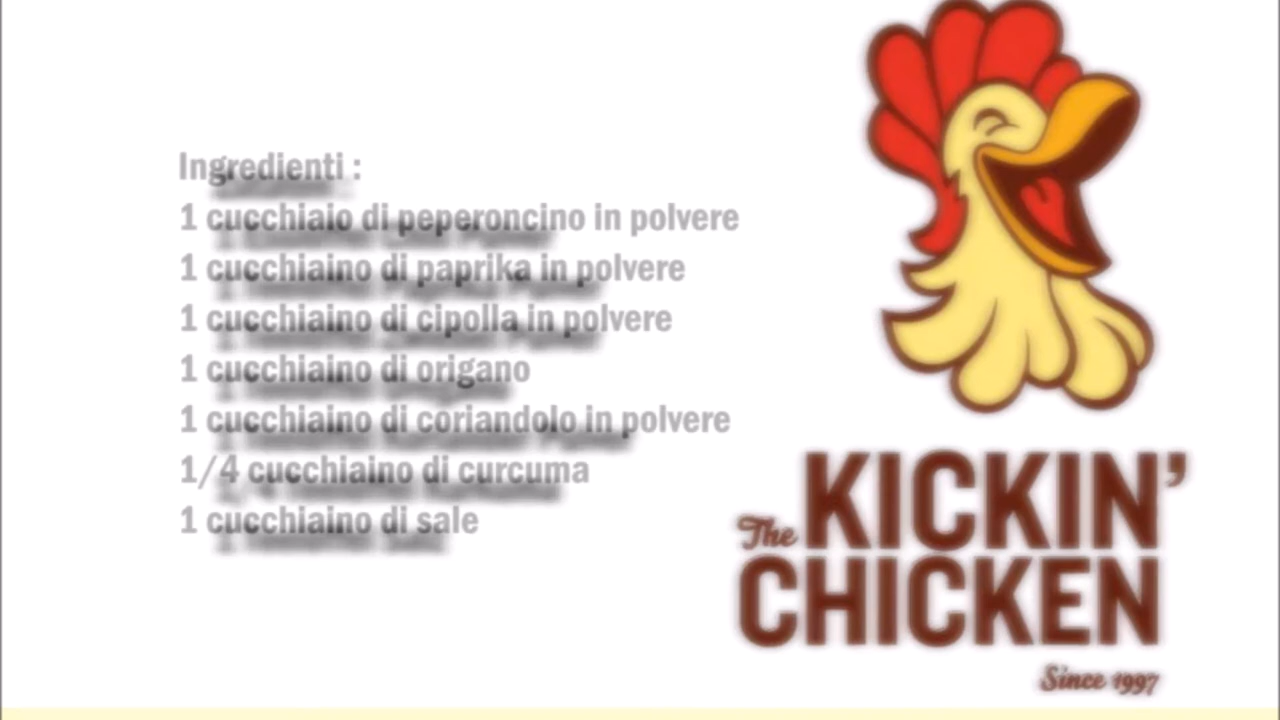 Ingredienti :
1 cucchiaio di peperoncino in polvere
1 cucchiaino di paprika in polvere
1 cucchiaino di cipolla in polvere
1 cucchiaino di origano
1 cucchiaino di coriandolo in polvere
1/4 cucchiaino di curcuma
1 cucchiaino di sale
The KICKIN'
CHICKEN
Since 1997